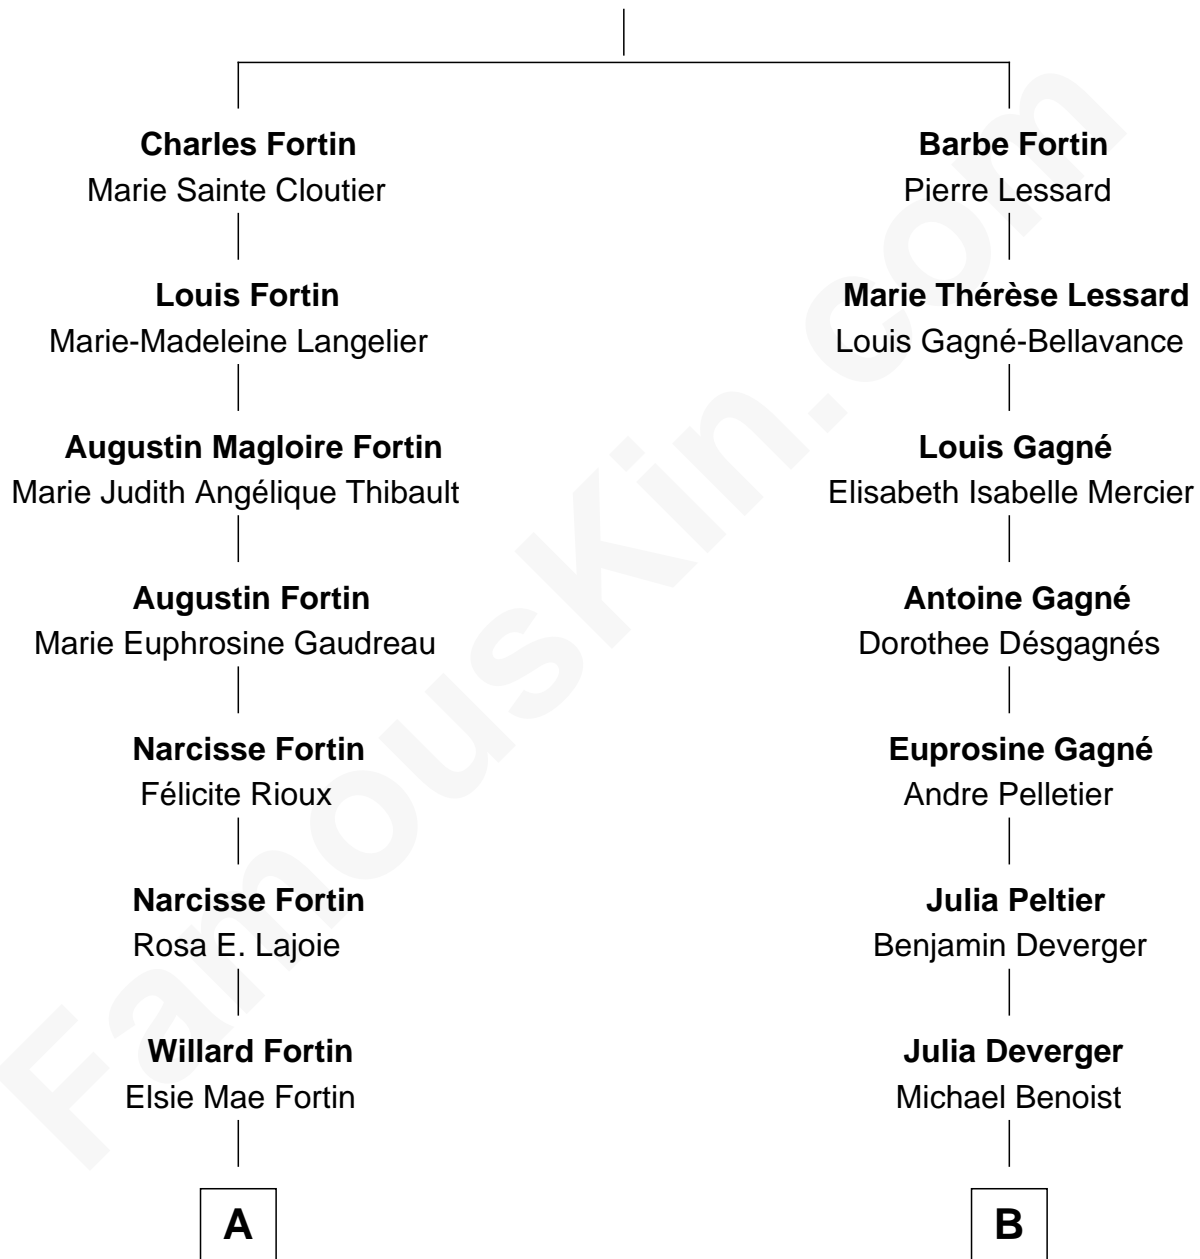 Charles Fortin
Marie Sainte Cloutier
Louis Fortin
Marie-Madeleine Langelier
Augustin Magloire Fortin
Marie Judith Angélique Thibault
Augustin Fortin
Marie Euphrosine Gaudreau
Narcisse Fortin
Félicite Rioux
Narcisse Fortin
Rosa E. Lajoie
Willard Fortin
Elsie Mae Fortin
A
Barbe Fortin
Pierre Lessard
Marie Thérèse Lessard
Louis Gagné-Bellavance
Louis Gagné
Elisabeth Isabelle Mercier
Antoine Gagné
Dorothee Désgagnés
Euprosine Gagné
Andre Pelletier
Julia Peltier
Benjamin Deverger
Julia Deverger
Michael Benoist
B
FamousKin.com